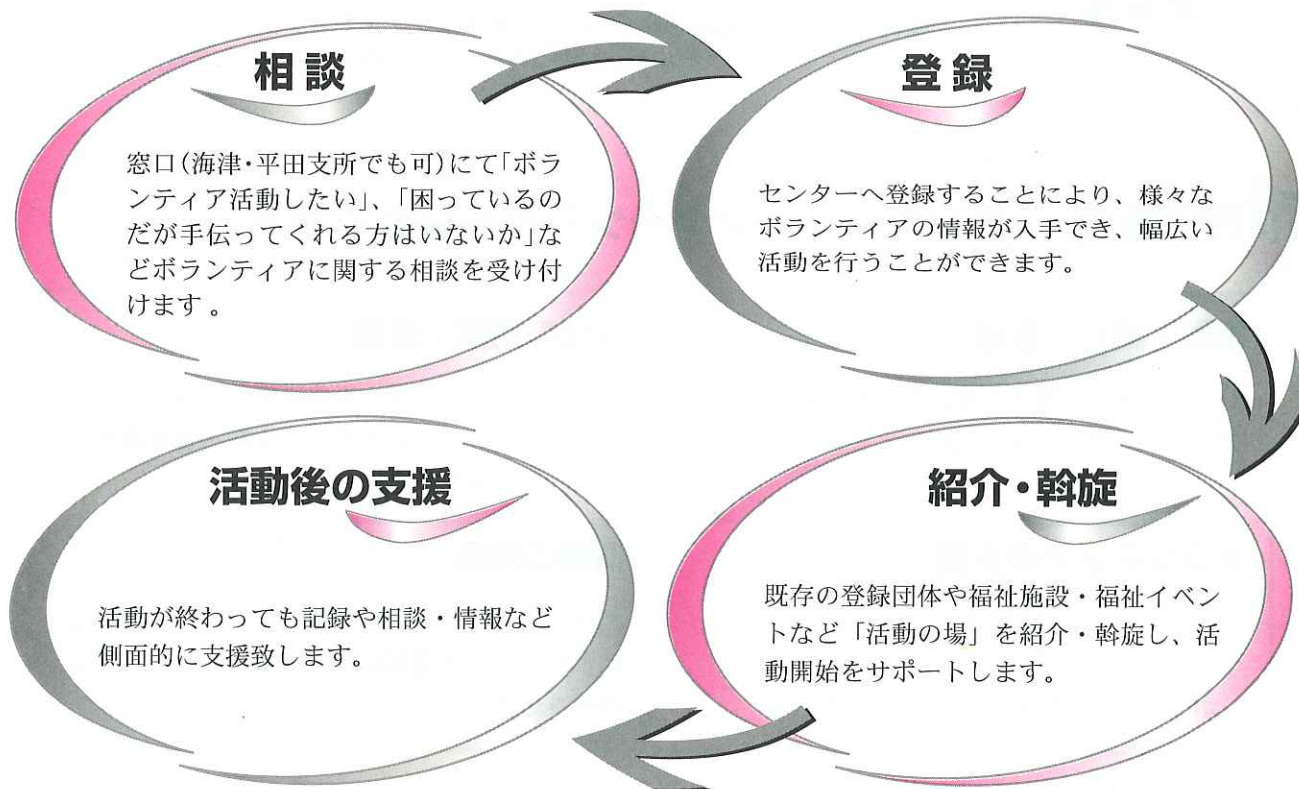 相談
窓口(海津・平田支所でも可)にて「ボラ
ンティア活動したい」、「困っているの
だが手伝ってくれる方はいないか」な
どボランティアに関する相談を受け付
けます。
登録
センターへ登録することにより、様々な
ボランティアの情報が入手でき、幅広い
活動を行うことができます。
紹介・斡旋
既存の登録団体や福祉施設・福祉イベン
トなど「活動の場」を紹介・斡旋し、活
動開始をサポートします。
活動後の支援
活動が終わっても記録や相談・情報など
側面的に支援致します。